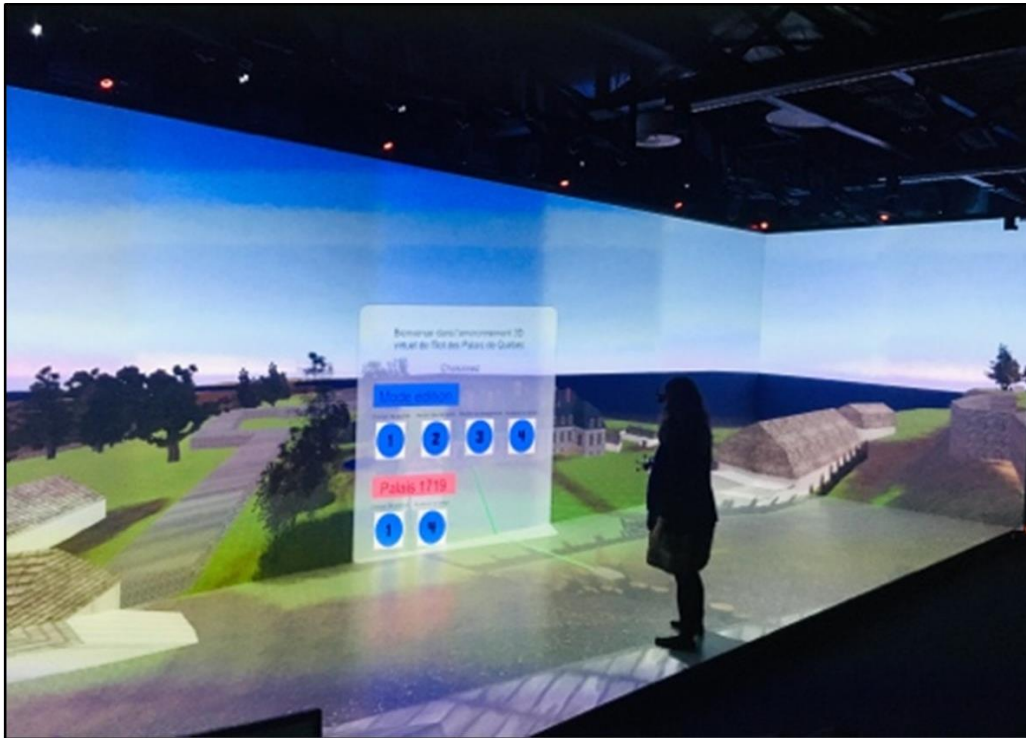 Bienvenue dans l'environnement 3D
virtuel de l'Îlot des Palais de Québec.
Choisissez
Mode édition
1 2 3 4
Palais 1719
1 4